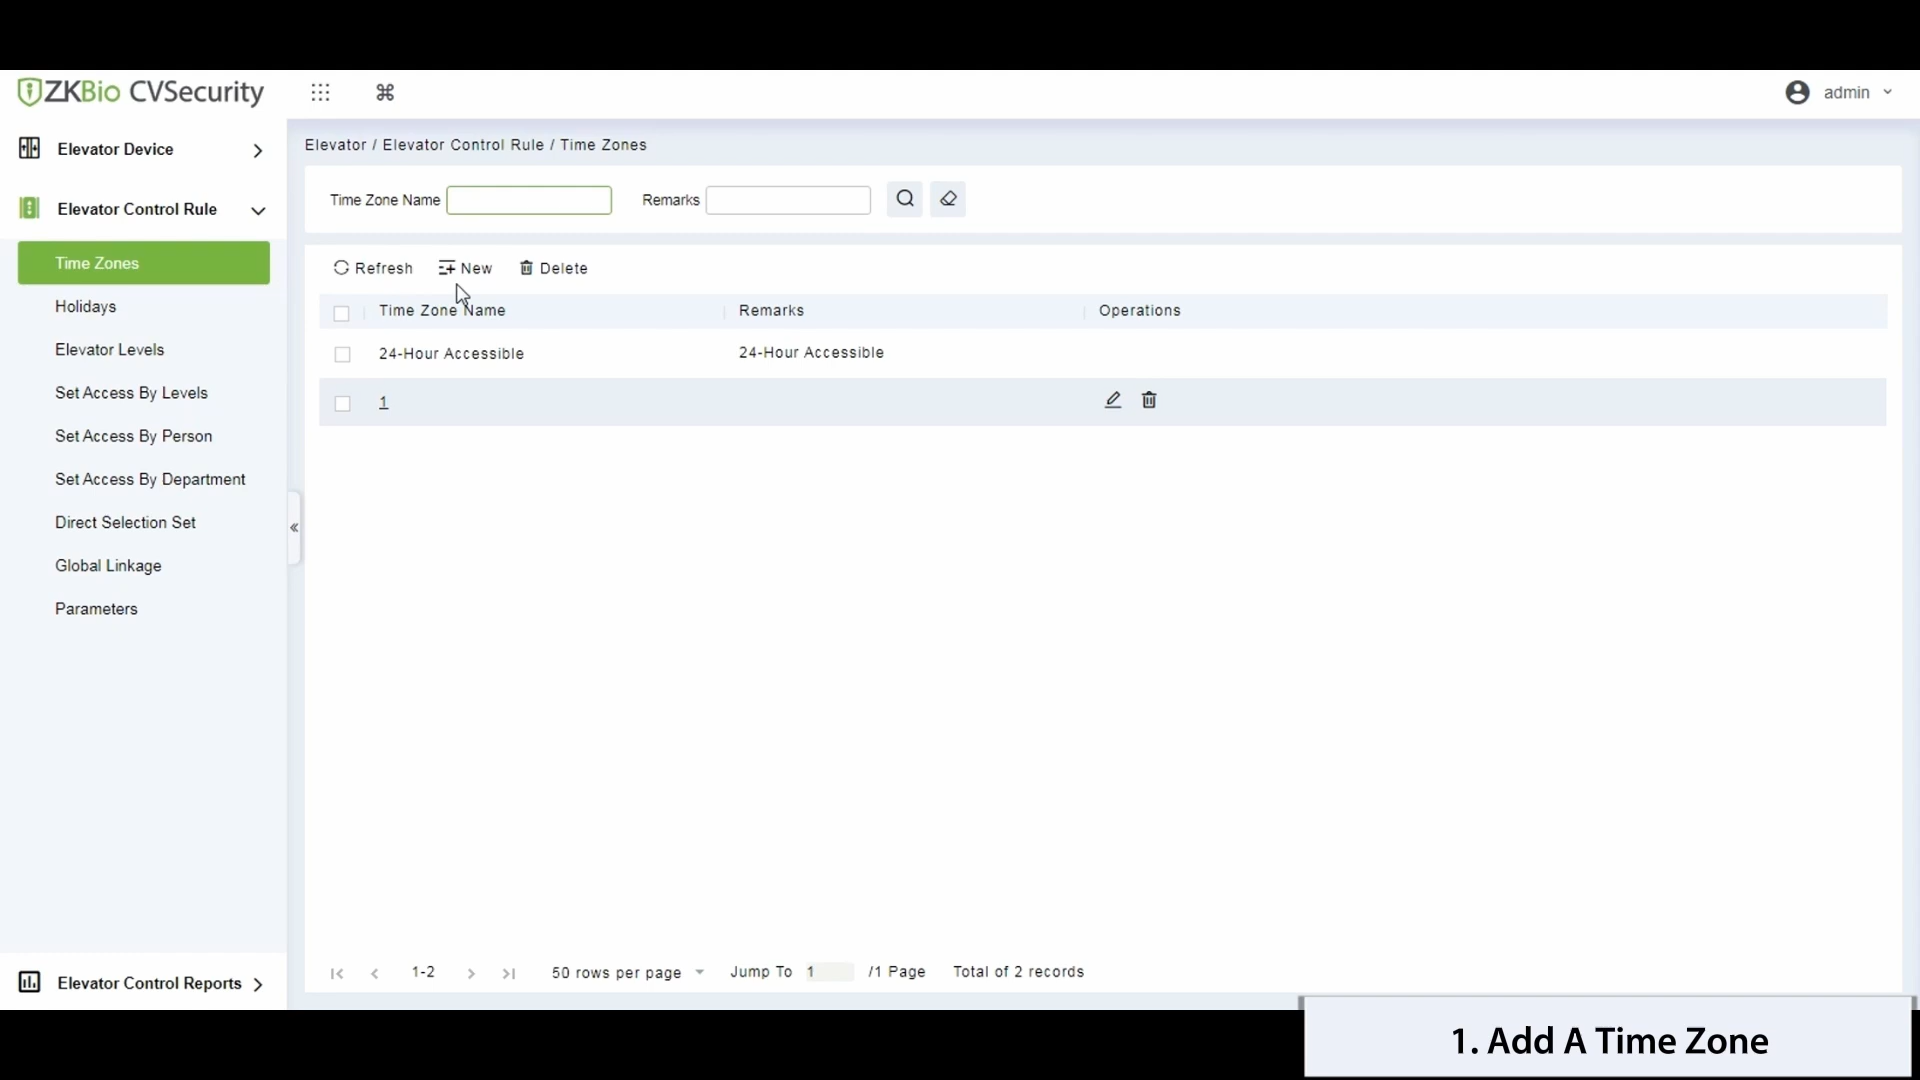 ZKBio CVSecurity
admin
Elevator Device
Elevator Control Rule
Time Zones
Holidays
Elevator Levels
Set Access By Levels
Set Access By Person
Set Access By Department
Direct Selection Set
Global Linkage
Parameters
Elevator Control Reports
Elevator / Elevator Control Rule / Time Zones
Time Zone Name Remarks
Refresh New Delete
Time Zone Name Remarks Operations
24-Hour Accessible 24-Hour Accessible
1
1-2 50 rows per page Jump To 1 /1 Page Total of 2 records
1. Add A Time Zone